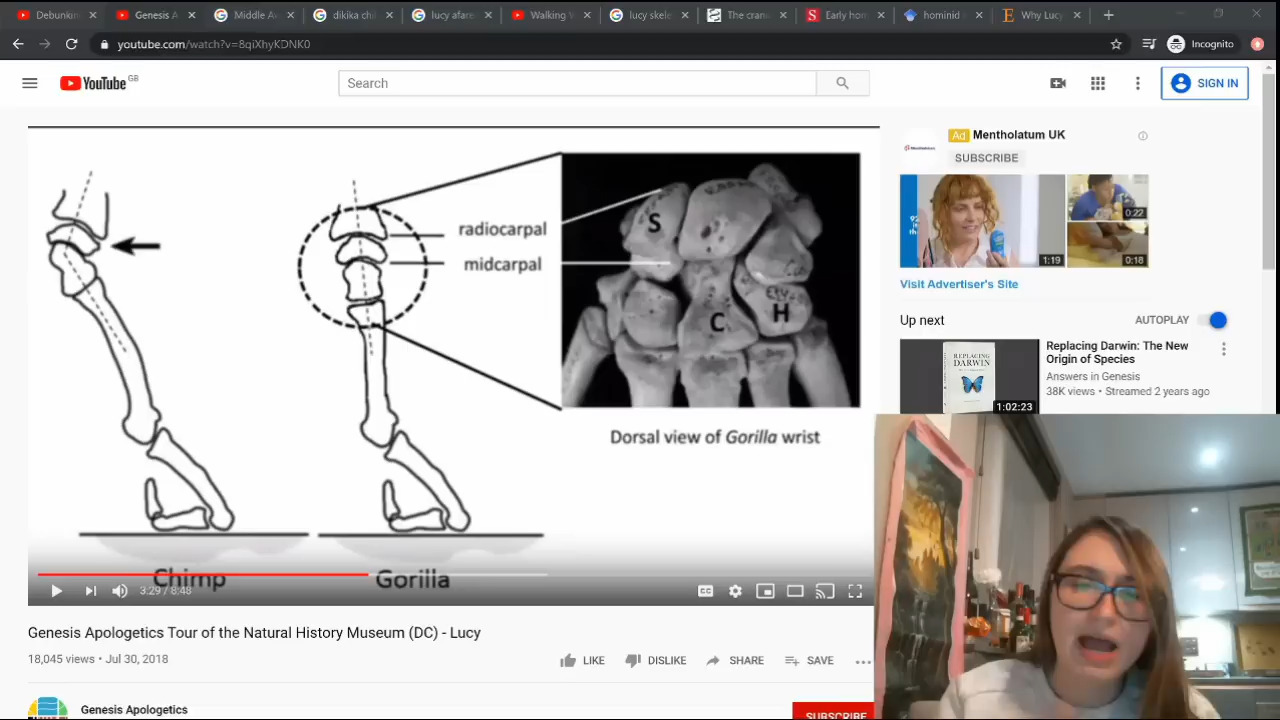 Debunkin
Genesis A
Middle A
dikika chi
lucy afare
Walking V
lucy skele
The crani
Early hom
hominid
Why Lucy
youtube.com/watch?v=8qiXhyKDNK0
Incognito
YouTube GB
Search
SIGN IN
radiocarpal
midcarpal
S
C
H
Dorsal view of Gorilla wrist
Chimp
Gorilla
3:29 / 8:48
Genesis Apologetics Tour of the Natural History Museum (DC) - Lucy
18,045 views • Jul 30, 2018
LIKE
DISLIKE
SHARE
SAVE
Genesis Apologetics
SUBSCRIBE
Ad Mentholatum UK
SUBSCRIBE
1:19
0:22
0:18
Visit Advertiser's Site
Up next
AUTOPLAY
REPLACING
DARWIN
1:02:23
Replacing Darwin: The New
Origin of Species
Answers in Genesis
38K views • Streamed 2 years ago